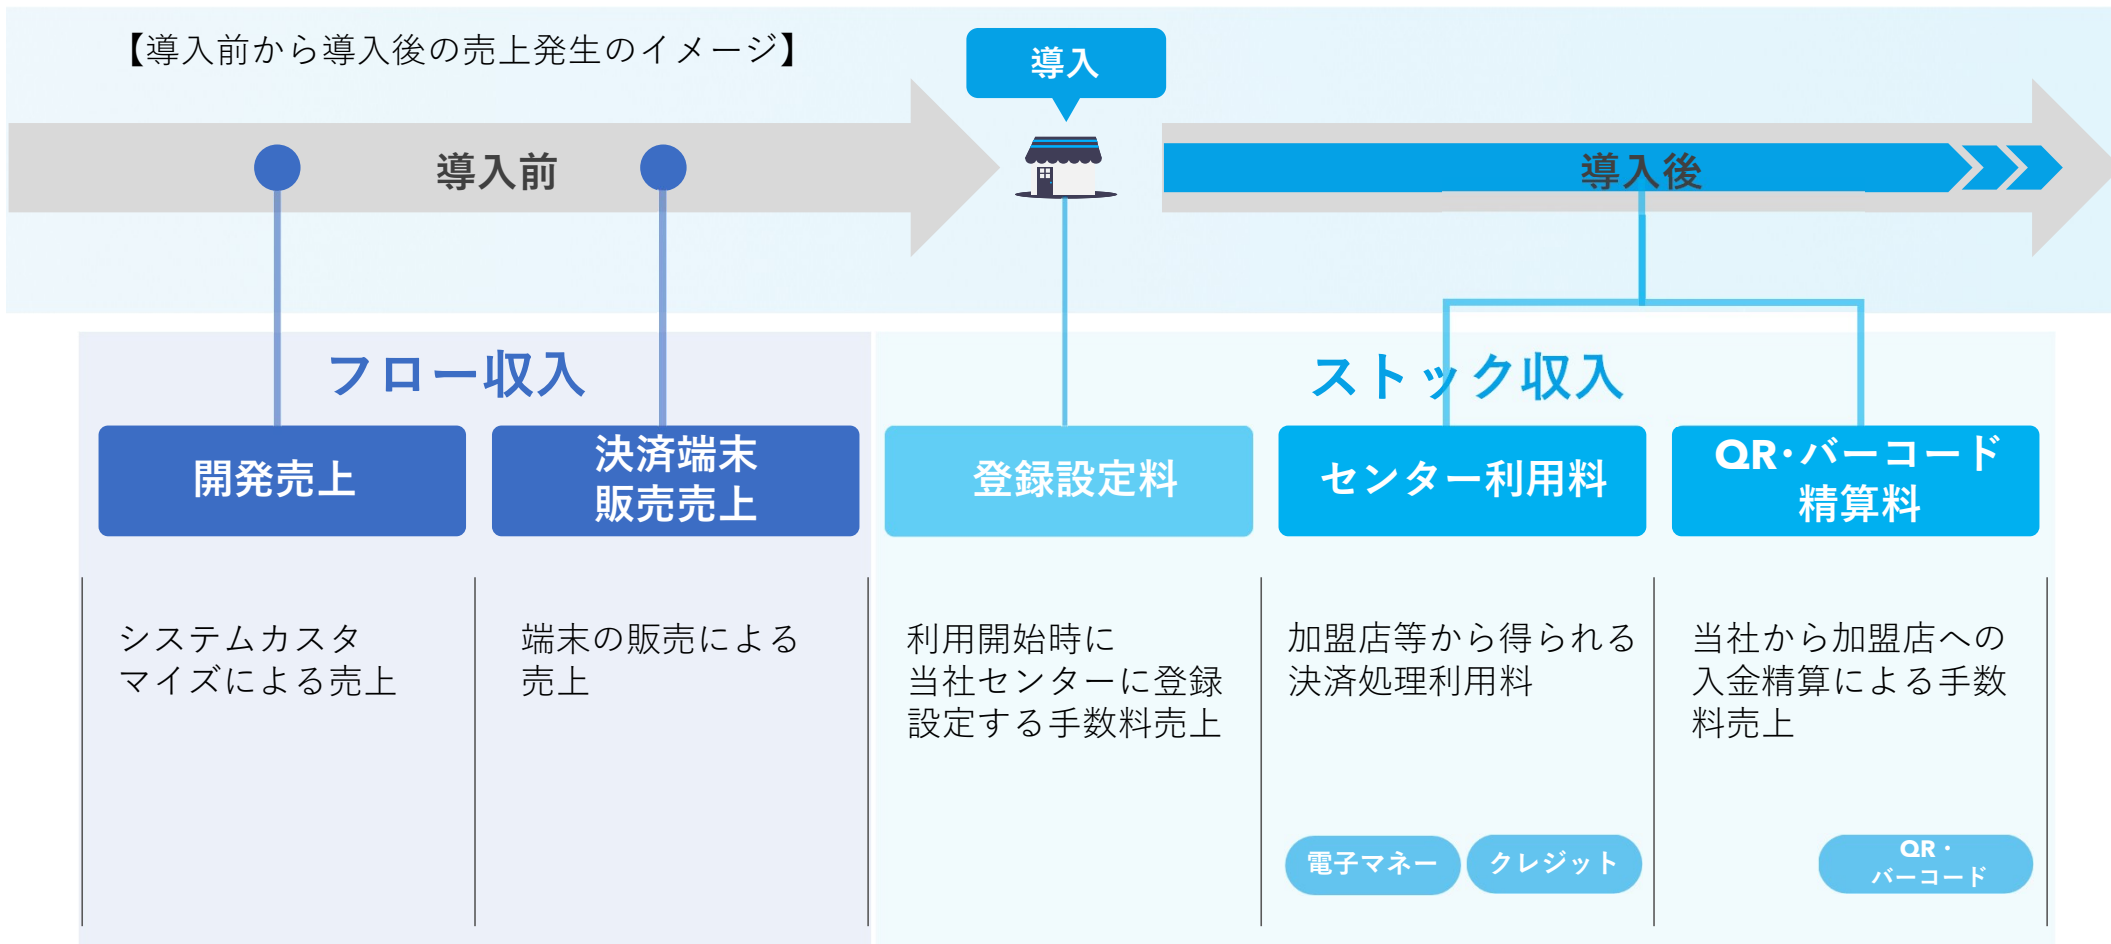 【導入前から導入後の売上発生のイメージ】
導入
導入前
導入後
フロー収入
ストック収入
開発売上
決済端末
販売売上
登録設定料
センター利用料
QR・バーコード
精算料
システムカスタ
マイズによる売上
端末の販売による
売上
利用開始時に
当社センターに登録
設定する手数料売上
加盟店等から得られる
決済処理利用料
当社から加盟店への
入金精算による手数
料売上
電子マネー
クレジット
QR・
バーコード